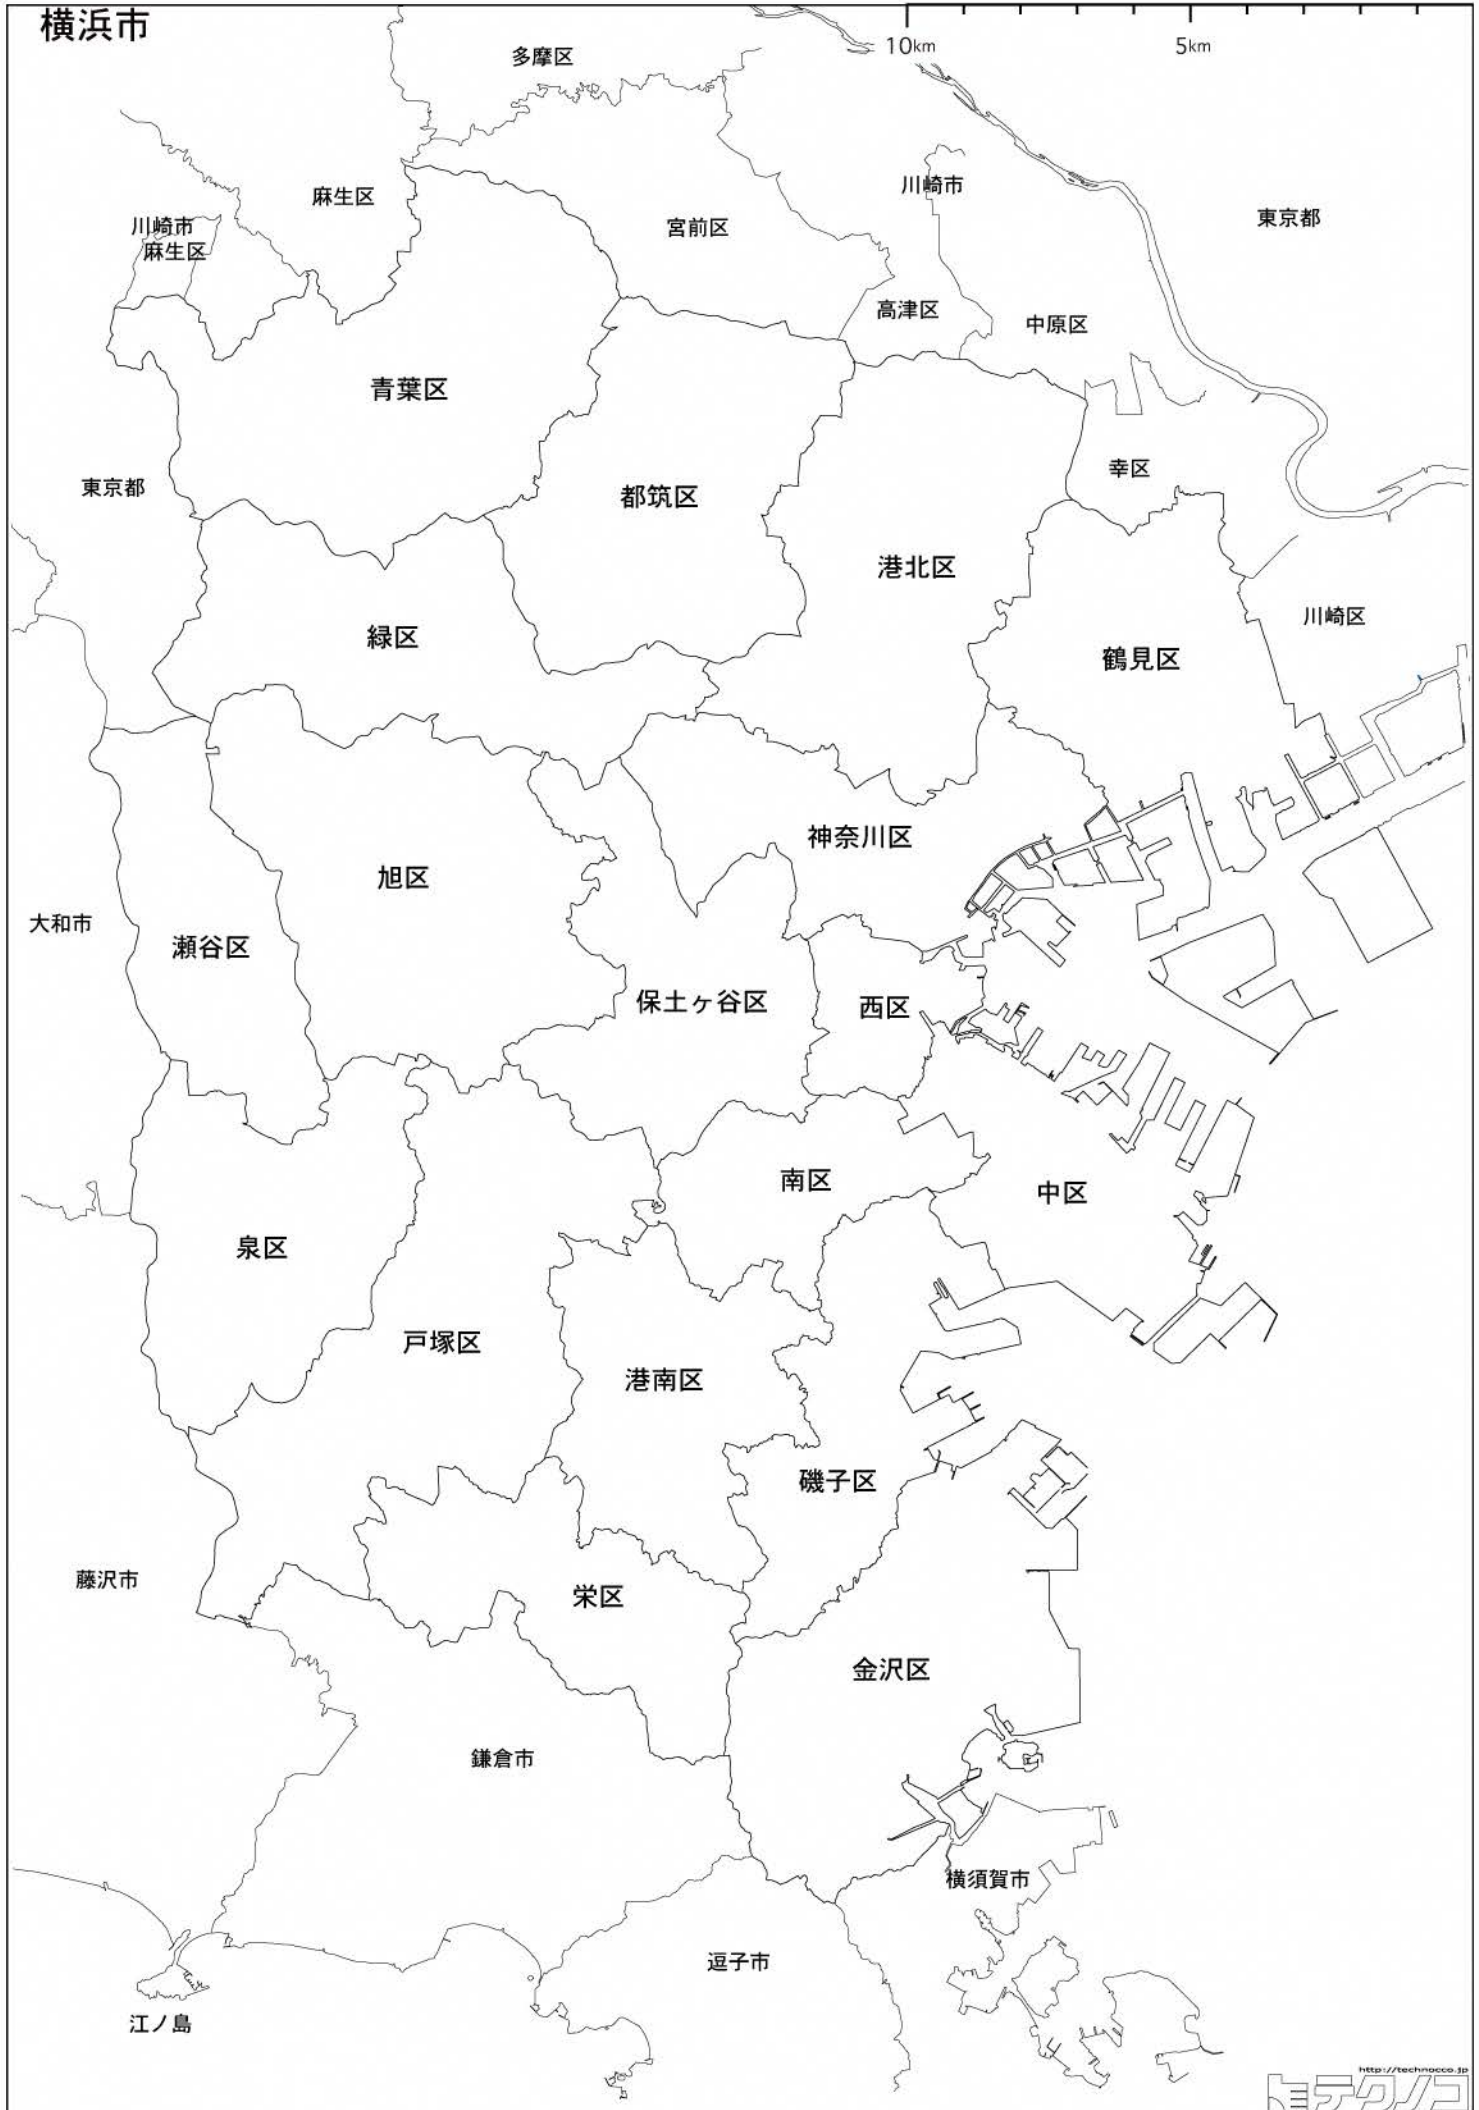 横浜市
10km
5km
多摩区
麻生区
川崎市
麻生区
宮前区
川崎市
東京都
高津区
中原区
青葉区
幸区
東京都
都筑区
港北区
川崎区
緑区
鶴見区
神奈川区
旭区
大和市
瀬谷区
保土ヶ谷区
西区
南区
中区
泉区
戸塚区
港南区
磯子区
藤沢市
栄区
金沢区
鎌倉市
横須賀市
逗子市
江ノ島
http://technocco.jp
テクノコ